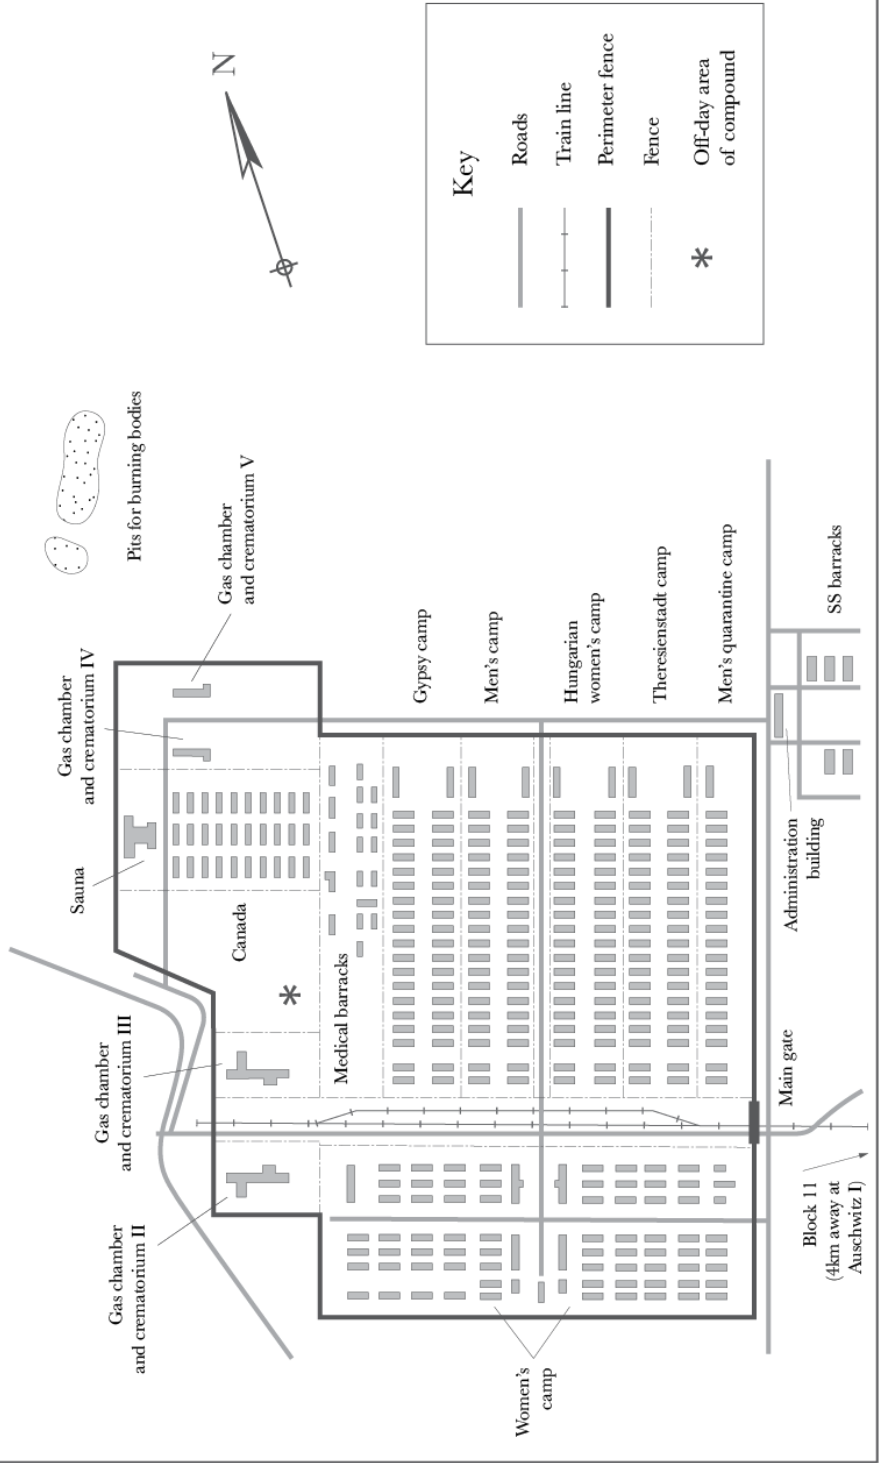 N
Key
Roads
Train line
Perimeter fence
Fence
*
Off-day area
of compound
Pits for burning bodies
Gas chamber
and crematorium V
Gas chamber
and crematorium IV
Sauna
Canada
*
Gas chamber
and crematorium III
Gas chamber
and crematorium II
Medical barracks
Gypsy camp
Men's camp
Hungarian
women's camp
Theresienstadt camp
Men's quarantine camp
SS barracks
Administration
building
Main gate
Block 11
(4km away at
Auschwitz I)
Women's
camp